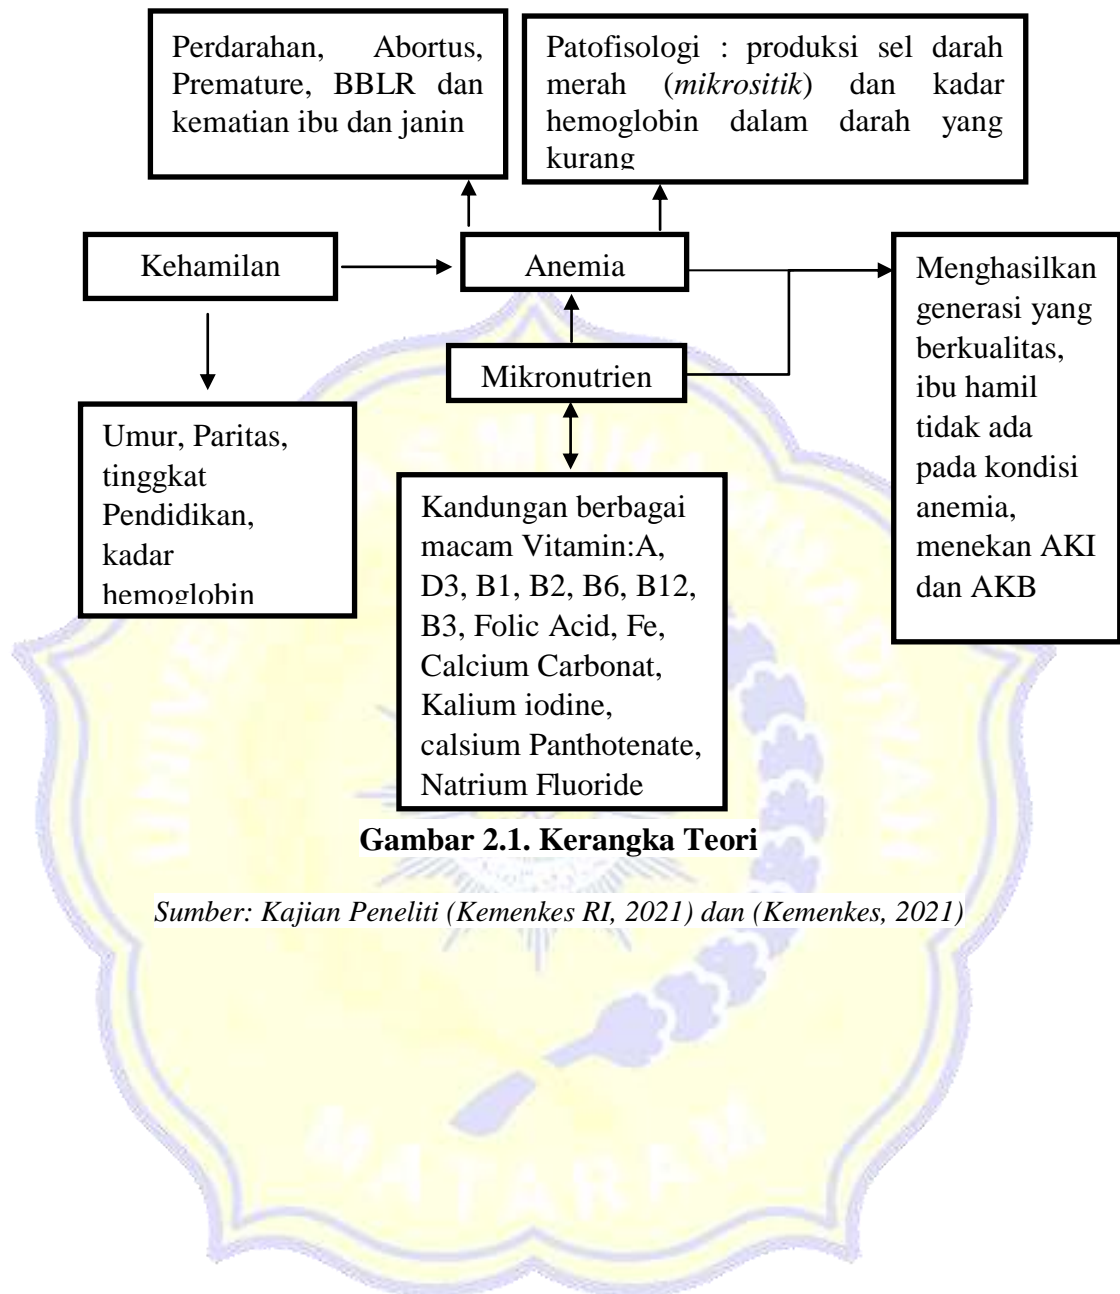 Perdarahan, Abortus,
Premature, BBLR dan
kematian ibu dan janin
Patofisologi : produksi sel darah
merah (mikrositik) dan kadar
hemoglobin dalam darah yang
kurang
Kehamilan
Anemia
Menghasilkan
generasi yang
berkualitas,
ibu hamil
tidak ada
pada kondisi
anemia,
menekan AKI
dan AKB
Mikronutrien
Umur, Paritas,
tinggkat
Pendidikan,
kadar
hemoglobin
Kandungan berbagai
macam Vitamin:A,
D3, B1, B2, B6, B12,
B3, Folic Acid, Fe,
Calcium Carbonat,
Kalium iodine,
calsium Panthotenate,
Natrium Fluoride
Gambar 2.1. Kerangka Teori
Sumber: Kajian Peneliti (Kemenkes RI, 2021) dan (Kemenkes, 2021)
MATARAM